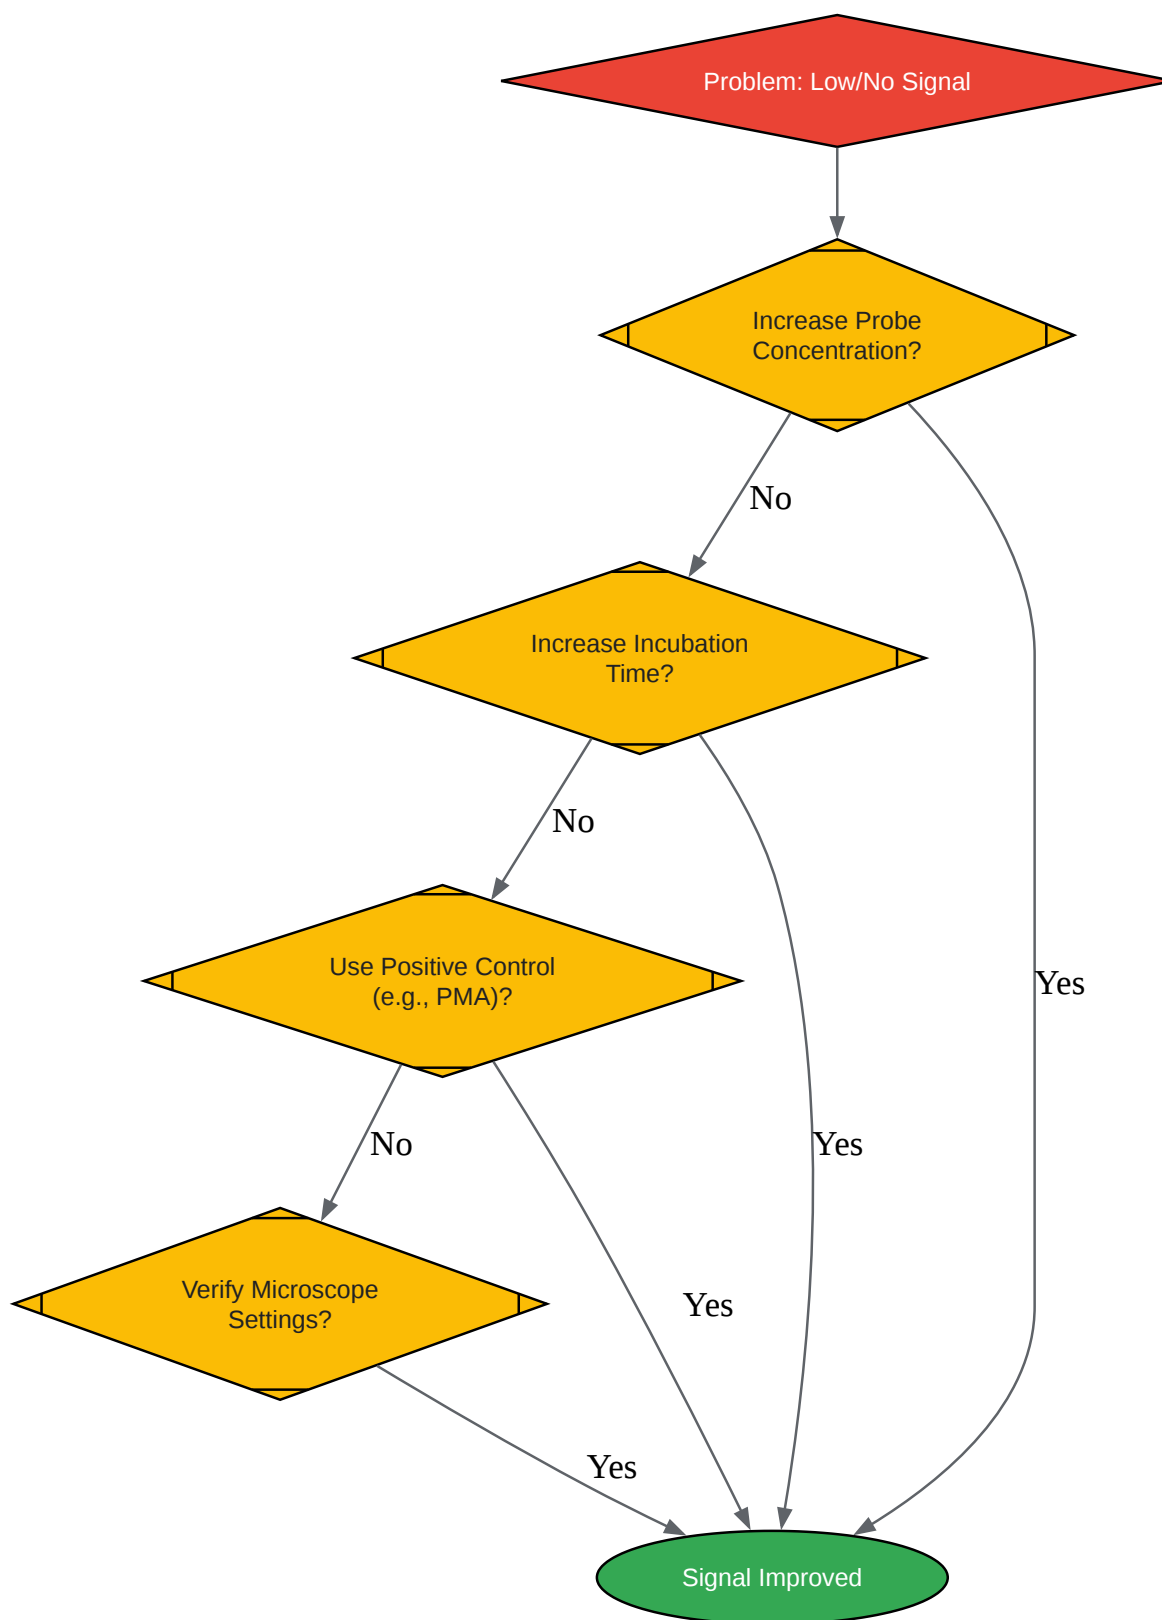 Problem: Low/No Signal
Increase Probe
Concentration?
No
Increase Incubation
Time?
No
Use Positive Control
(e.g., PMA)?
Yes
No
Yes
Verify Microscope
Settings?
Yes
Yes
Signal Improved